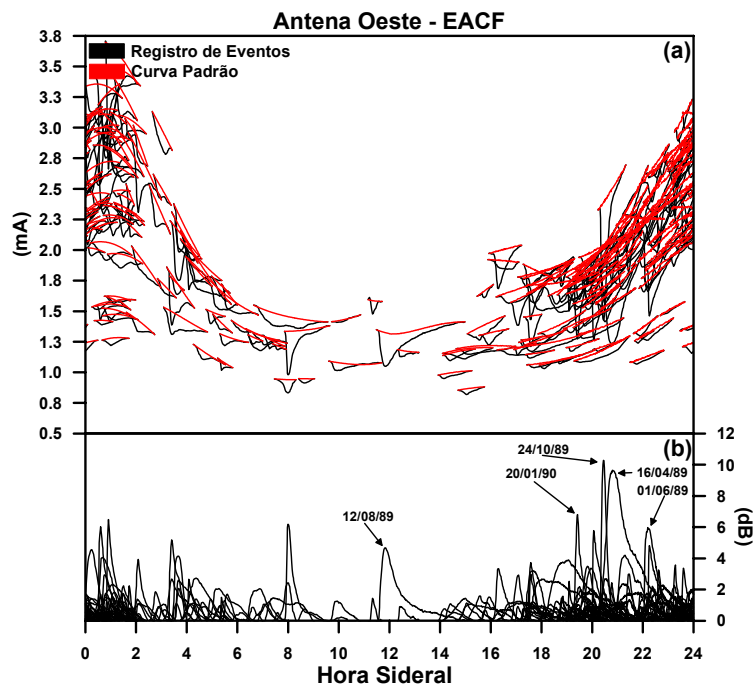 Antena Oeste - EACF
3.8
3.5
3.3
3.0
2.8
2.5
2.3
2.0
1.8
1.5
1.3
1.0
0.8
0.5
(mA)
Registro de Eventos
Curva Padrão
(a)
(b)
12
10
8
6
4
2
0
(dB)
24/10/89
20/01/90
16/04/89
01/06/89
12/08/89
0 2 4 6 8 10 12 14 16 18 20 22 24
Hora Sideral